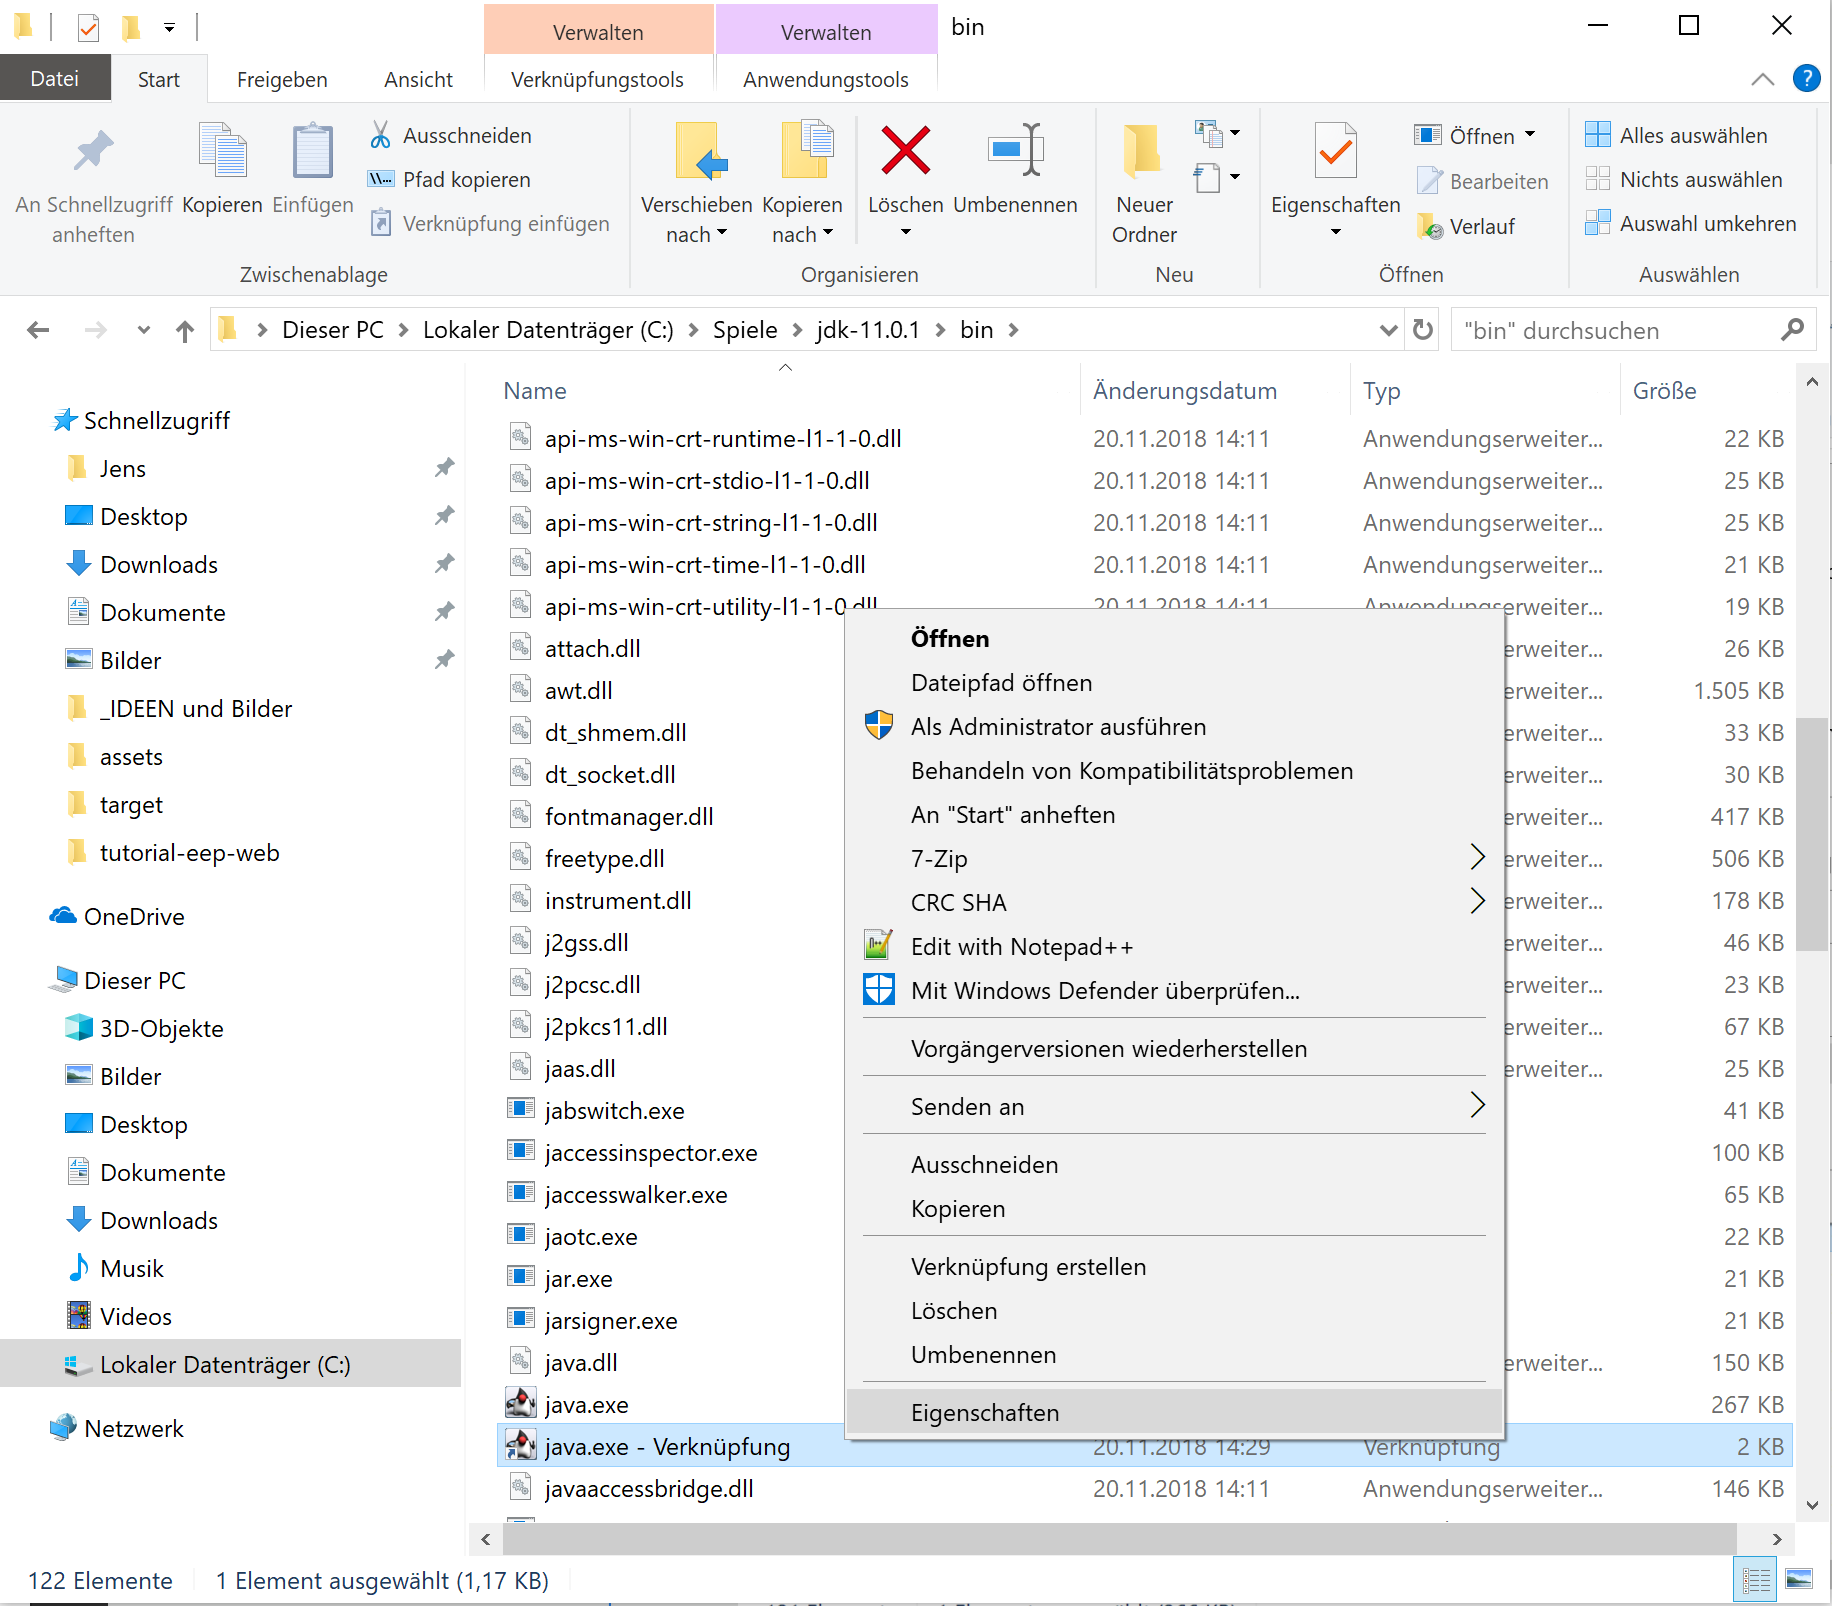 Verwalten
Verwalten
bin
Datei
Start
Freigeben
Ansicht
Verknüpfungstools
Anwendungstools
?
An Schnellzugriff
anheften
Kopieren
Einfügen
Ausschneiden
Pfad kopieren
Verknüpfung einfügen
Zwischenablage
Verschieben
nach
Kopieren
nach
Löschen
Umbenennen
Organisieren
Neuer
Ordner
Neu
Eigenschaften
Öffnen
Bearbeiten
Verlauf
Öffnen
Alles auswählen
Nichts auswählen
Auswahl umkehren
Auswählen
Dieser PC
Lokaler Datenträger (C:)
Spiele
jdk-11.0.1
bin
"bin" durchsuchen
Schnellzugriff
Jens
Desktop
Downloads
Dokumente
Bilder
_IDEEN und Bilder
assets
target
tutorial-eep-web
OneDrive
Dieser PC
3D-Objekte
Bilder
Desktop
Dokumente
Downloads
Musik
Videos
Lokaler Datenträger (C:)
Netzwerk
Name Änderungsdatum Typ Größe
api-ms-win-crt-runtime-l1-1-0.dll 20.11.2018 14:11 Anwendungserweiter... 22 KB
api-ms-win-crt-stdio-l1-1-0.dll 20.11.2018 14:11 Anwendungserweiter... 25 KB
api-ms-win-crt-string-l1-1-0.dll 20.11.2018 14:11 Anwendungserweiter... 25 KB
api-ms-win-crt-time-l1-1-0.dll 20.11.2018 14:11 Anwendungserweiter... 21 KB
api-ms-win-crt-utility-l1-1-0.dll 20.11.2018 14:11 Anwendungserweiter... 19 KB
attach.dll erweiter... 26 KB
awt.dll erweiter... 1.505 KB
dt_shmem.dll erweiter... 33 KB
dt_socket.dll erweiter... 30 KB
fontmanager.dll erweiter... 417 KB
freetype.dll erweiter... 506 KB
instrument.dll erweiter... 178 KB
j2gss.dll erweiter... 46 KB
j2pcsc.dll erweiter... 23 KB
j2pkcs11.dll erweiter... 67 KB
jaas.dll erweiter... 25 KB
jabswitch.exe 41 KB
jaccessinspector.exe 100 KB
jaccesswalker.exe 65 KB
jaotc.exe 22 KB
jar.exe 21 KB
jarsigner.exe 21 KB
java.dll erweiter... 150 KB
java.exe 267 KB
java.exe - Verknüpfung 20.11.2018 14:29 Verknüpfung 2 KB
javaaccessbridge.dll 20.11.2018 14:11 Anwendungserweiter... 146 KB
Öffnen
Dateipfad öffnen
Als Administrator ausführen
Behandeln von Kompatibilitätsproblemen
An "Start" anheften
7-Zip
CRC SHA
Edit with Notepad++
Mit Windows Defender überprüfen...
Vorgängerversionen wiederherstellen
Senden an
Ausschneiden
Kopieren
Verknüpfung erstellen
Löschen
Umbenennen
Eigenschaften
122 Elemente
1 Element ausgewählt (1,17 KB)